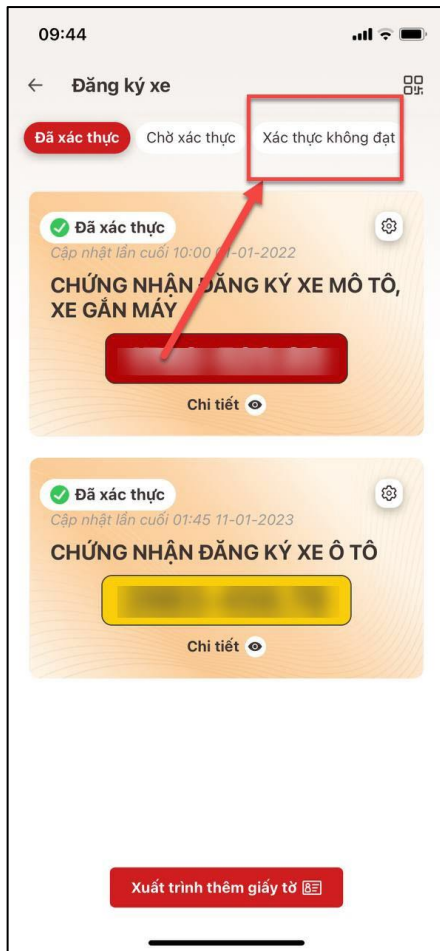 09:44
Đăng ký xe
Đã xác thực Chờ xác thực Xác thực không đạt
Đã xác thực
Cập nhật lần cuối 10:00 01-01-2022
CHỨNG NHẬN ĐĂNG KÝ XE MÔ TÔ,
XE GẮN MÁY
Chi tiết
Đã xác thực
Cập nhật lần cuối 01:45 11-01-2023
CHỨNG NHẬN ĐĂNG KÝ XE Ô TÔ
Chi tiết
Xuất trình thêm giấy tờ